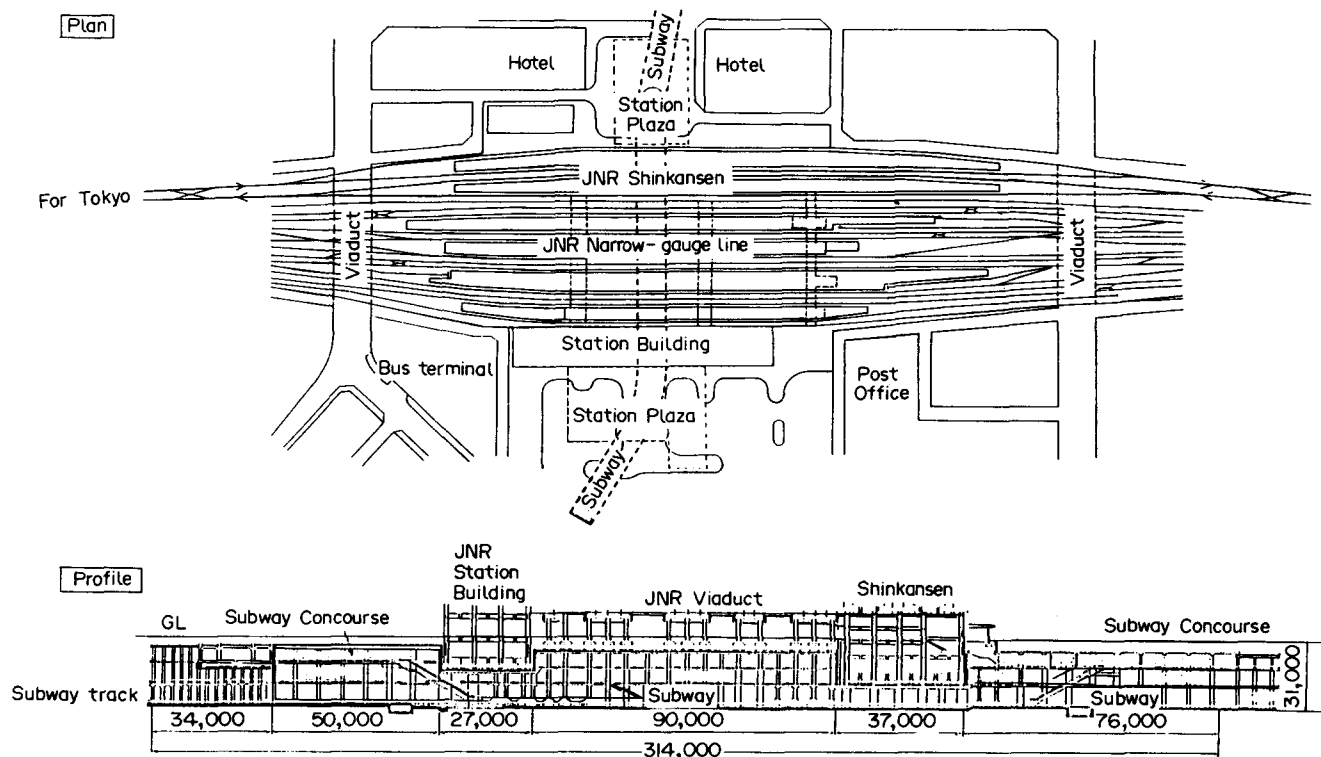 Plan
Subway
Hotel
Hotel
Station
Plaza
JNR Shinkansen
For Tokyo
Viaduct
JNR Narrow-gauge line
Viaduct
Station Building
Bus terminal
Post
Office
Station Plaza
Subway
Profile
JNR
Station
Building
JNR Viaduct
Shinkansen
GL
Subway Concourse
Subway Concourse
Subway track
Subway
Subway
31,000
34,000
50,000
27,000
90,000
37,000
76,000
314,000